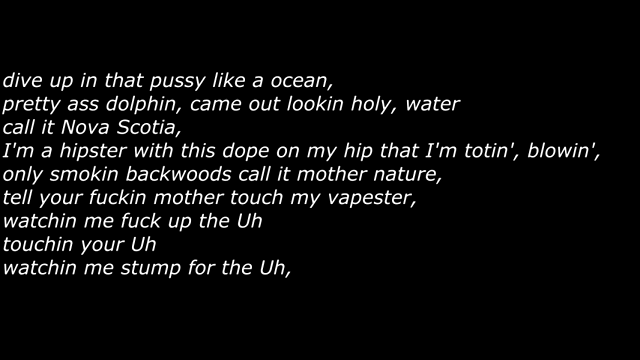 dive up in that pussy like a ocean,
pretty ass dolphin, came out lookin holy, water
call it Nova Scotia,
I'm a hipster with this dope on my hip that I'm totin', blowin',
only smokin backwoods call it mother nature,
tell your fuckin mother touch my vapester,
watchin me fuck up the Uh
touchin your Uh
watchin me stump for the Uh,